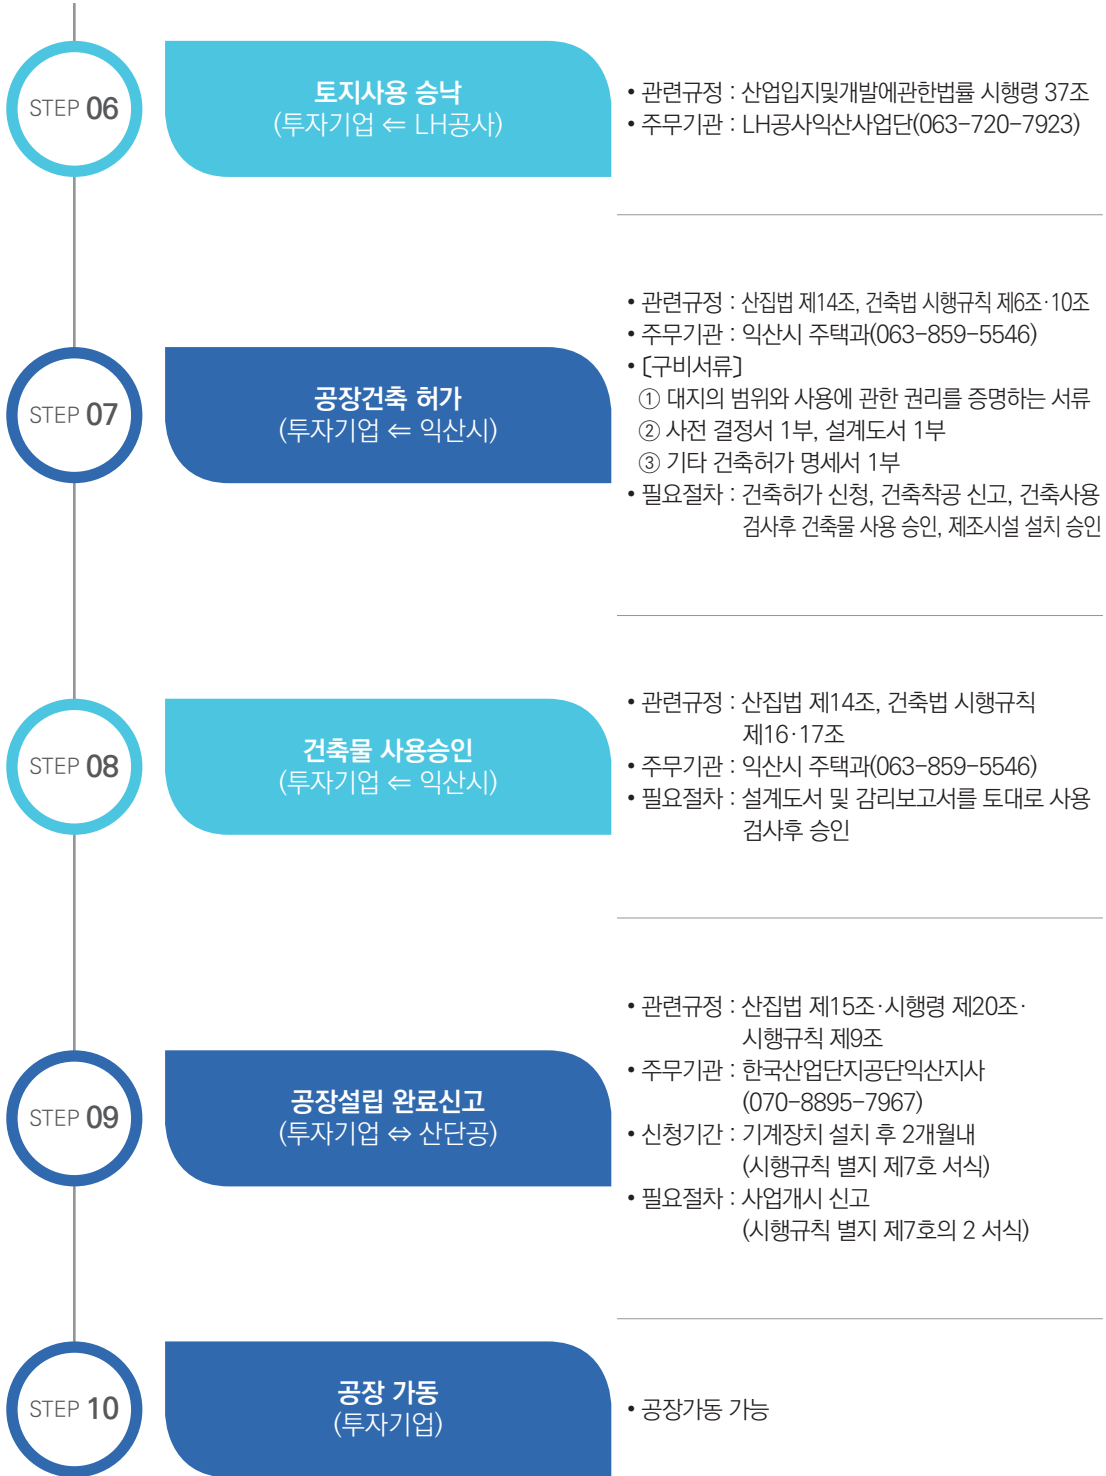 STEP 06
토지사용 승낙
(투자기업 ⇐ LH공사)
• 관련규정 : 산업입지및개발에관한법률 시행령 37조
• 주무기관 : LH공사익산사업단(063-720-7923)
STEP 07
공장건축 허가
(투자기업 ⇐ 익산시)
• 관련규정 : 산집법 제14조, 건축법 시행규칙 제6조·10조
• 주무기관 : 익산시 주택과(063-859-5546)
• 〔구비서류〕
① 대지의 범위와 사용에 관한 권리를 증명하는 서류
② 사전 결정서 1부, 설계도서 1부
③ 기타 건축허가 명세서 1부
• 필요절차 : 건축허가 신청, 건축착공 신고, 건축사용
검사후 건축물 사용 승인, 제조시설 설치 승인
STEP 08
건축물 사용승인
(투자기업 ⇐ 익산시)
• 관련규정 : 산집법 제14조, 건축법 시행규칙
제16·17조
• 주무기관 : 익산시 주택과(063-859-5546)
• 필요절차 : 설계도서 및 감리보고서를 토대로 사용
검사후 승인
STEP 09
공장설립 완료신고
(투자기업 ⇔ 산단공)
• 관련규정 : 산집법 제15조·시행령 제20조·
시행규칙 제9조
• 주무기관 : 한국산업단지공단익산지사
(070-8895-7967)
• 신청기간 : 기계장치 설치 후 2개월내
(시행규칙 별지 제7호 서식)
• 필요절차 : 사업개시 신고
(시행규칙 별지 제7호의 2 서식)
STEP 10
공장 가동
(투자기업)
• 공장가동 가능